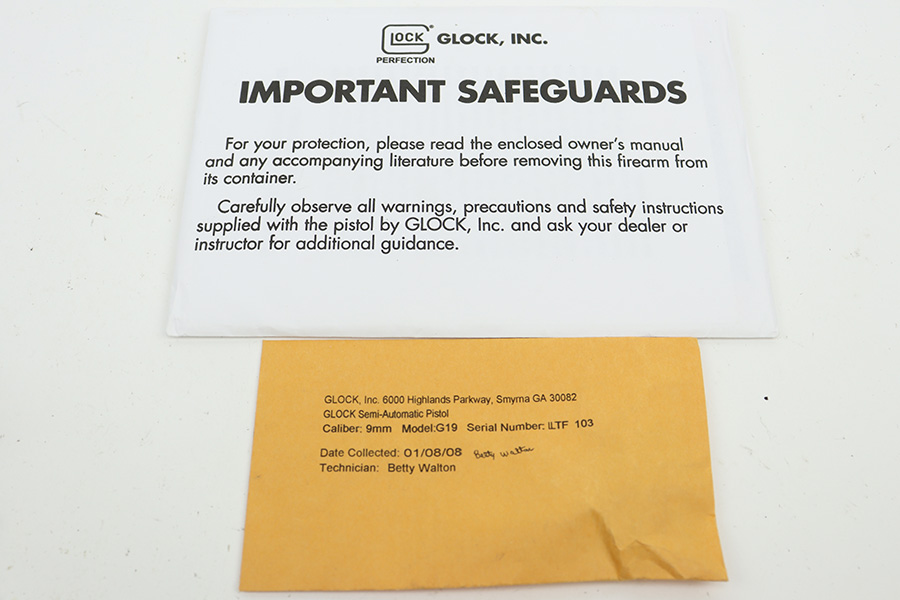 GLOCK GLOCK, INC.
PERFECTION
IMPORTANT SAFEGUARDS
For your protection, please read the enclosed owner's manual
and any accompanying literature before removing this firearm from
its container.
Carefully observe all warnings, precautions and safety instructions
supplied with the pistol by GLOCK, Inc. and ask your dealer or
instructor for additional guidance.
GLOCK, Inc. 6000 Highlands Parkway, Smyrna GA 30082
GLOCK Semi-Automatic Pistol
Caliber: 9mm Model:G19 Serial Number: LTF 103
Date Collected: 01/08/08 Betty Walton
Technician: Betty Walton